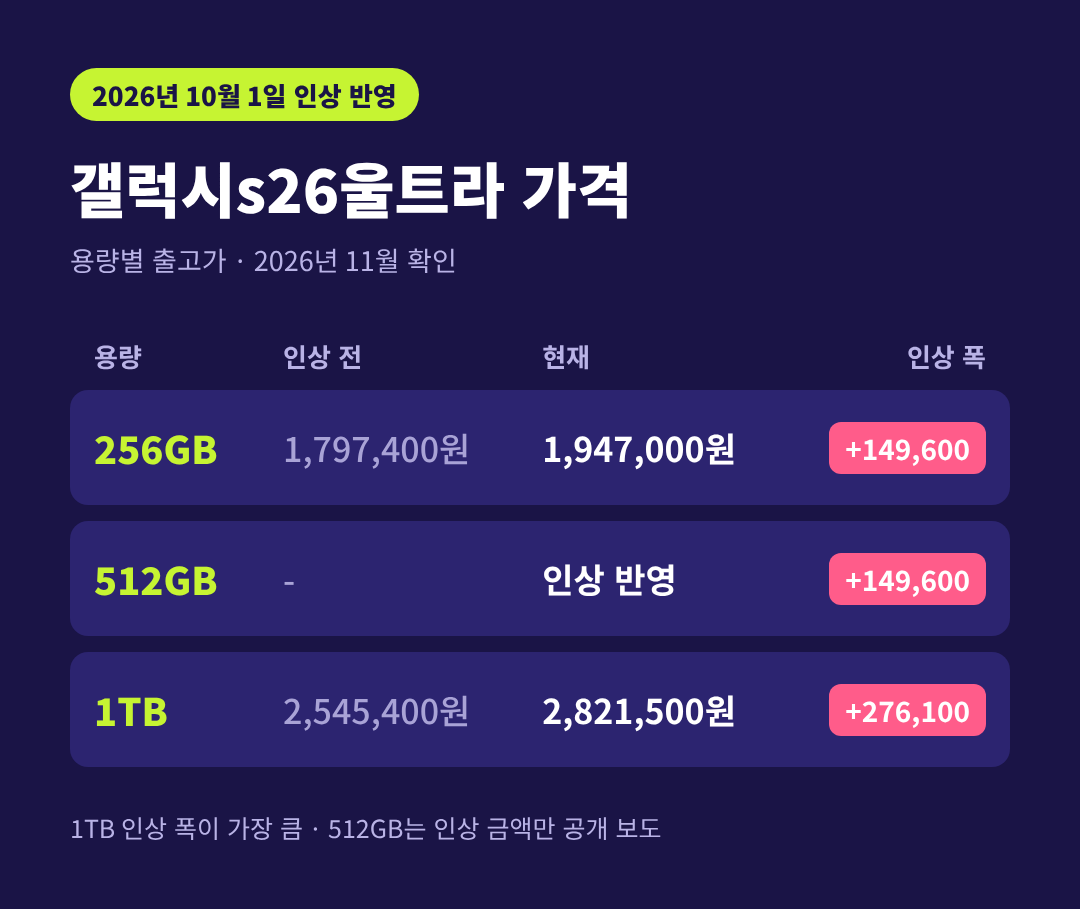 2026년 10월 1일 인상 반영
갤럭시s26울트라 가격
용량별 출고가 · 2026년 11월 확인
용량 인상 전 현재 인상 폭
256GB 1,797,400원 1,947,000원 +149,600
512GB - 인상 반영 +149,600
1TB 2,545,400원 2,821,500원 +276,100
1TB 인상 폭이 가장 큼 · 512GB는 인상 금액만 공개 보도